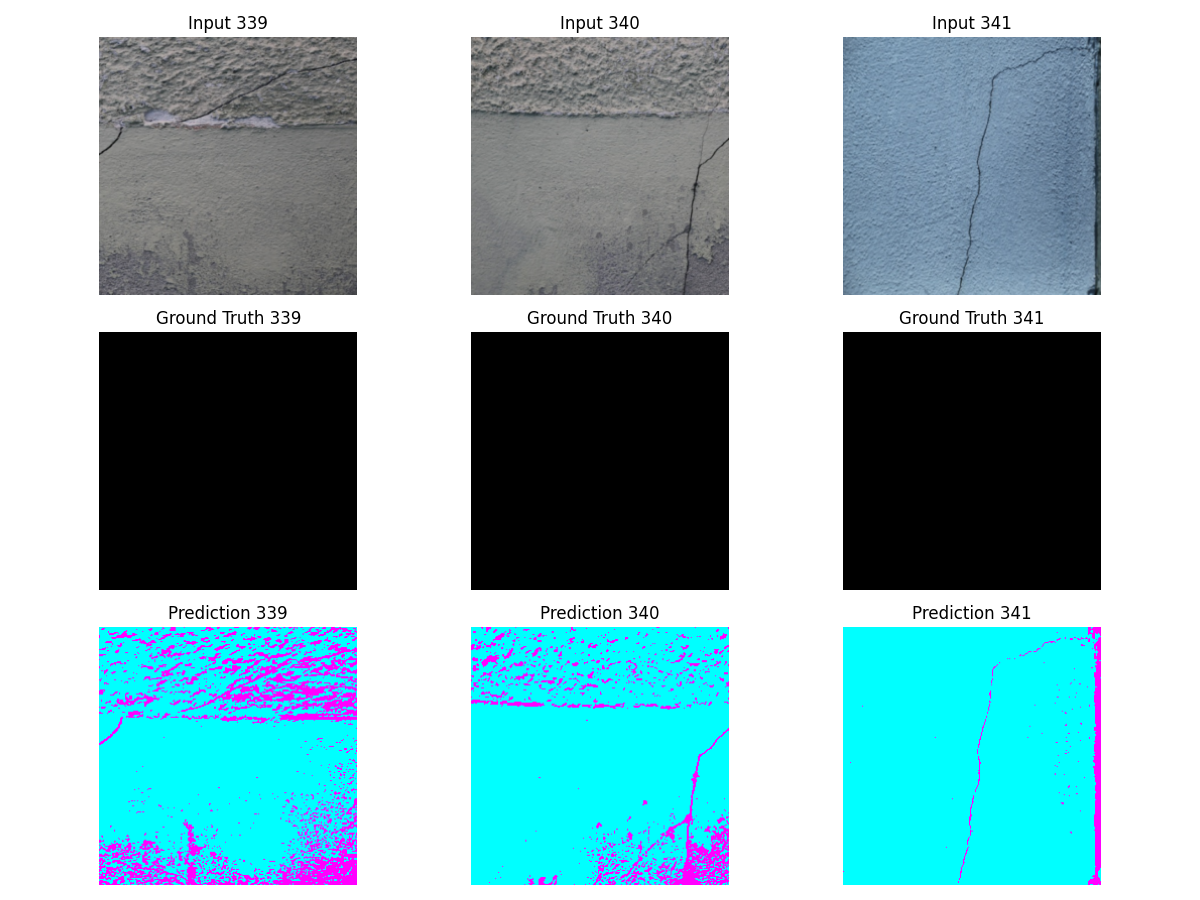 Input 339
Input 340
Input 341
Ground Truth 339
Ground Truth 340
Ground Truth 341
Prediction 339
Prediction 340
Prediction 341